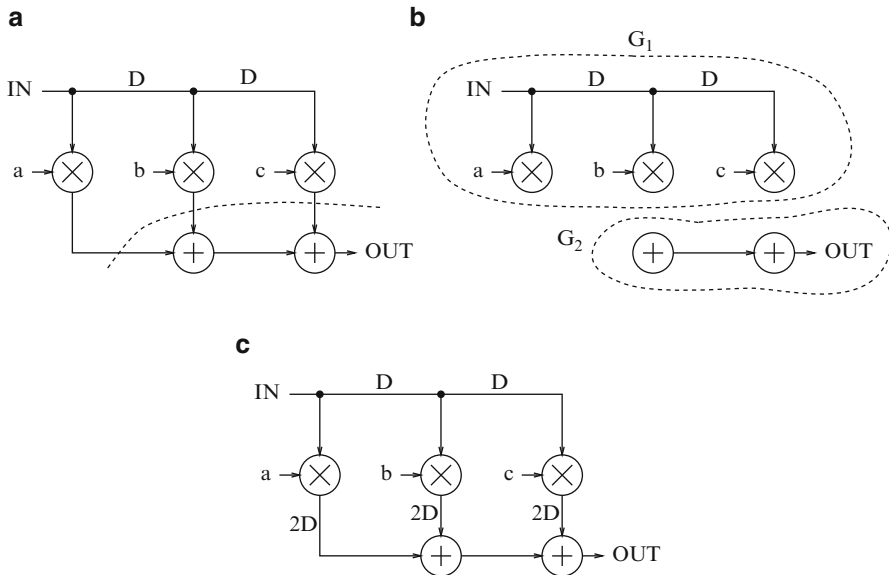 a
IN D D
a b c
OUT
b
G₁
IN D D
a b c
G₂
OUT
c
IN D D
a b c
2D 2D 2D
OUT